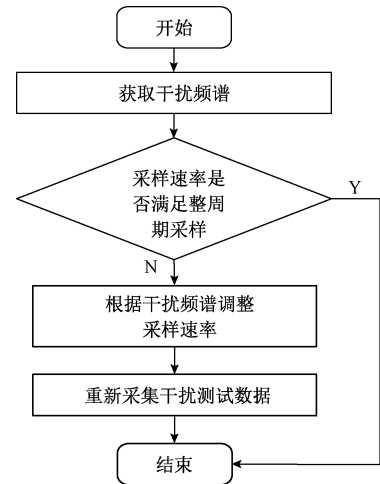 开始
获取干扰频谱
采样速率是
否满足整周
期采样
Y
N
根据干扰频谱调整
采样速率
重新采集干扰测试数据
结束